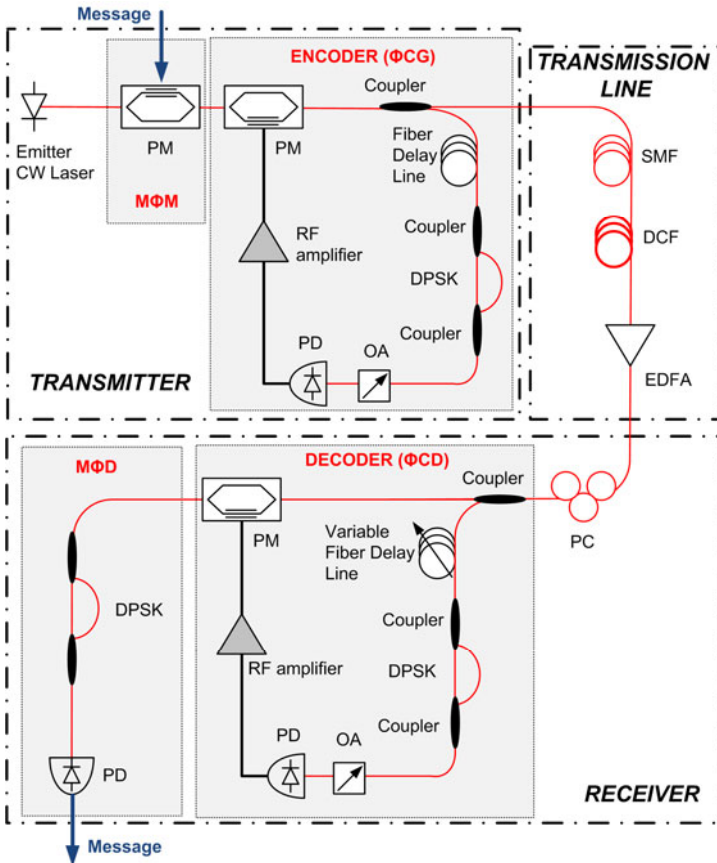 Message
ENCODER (ΦCG)
TRANSMISSION
LINE
Coupler
Emitter
CW Laser
PM
PM
Fiber
Delay
Line
SMF
MΦM
Coupler
RF
amplifier
DCF
DPSK
Coupler
PD
OA
TRANSMITTER
EDFA
MΦD
DECODER (ΦCD)
Coupler
PM
Variable
Fiber Delay
Line
PC
DPSK
Coupler
RF amplifier
DPSK
Coupler
PD
OA
PD
RECEIVER
Message